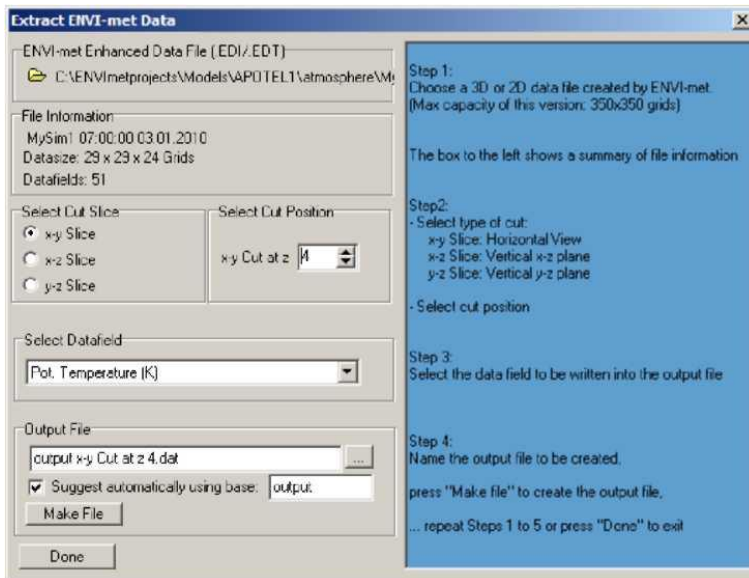 Extract ENVI-met Data
ENVI-met Enhanced Data File (.EDI/.EDT)
C:\ENVImetprojects\Models\APOTEL1\atmosphere\My
File Information
MySim1 07:00:00 03.01.2010
Datasize: 29 x 29 x 24 Grids
Datafields: 51
Select Cut Slice
x-y Slice
x-z Slice
y-z Slice
Select Cut Position
x-y Cut at z 4
Select Datafield
Pot. Temperature (K)
Output File
output x-y Cut at z 4.dat
...
Suggest automatically using base: output
Make File
Done
Step 1:
Choose a 3D or 2D data file created by ENVI-met.
(Max capacity of this version: 350x350 grids)
The box to the left shows a summary of file information
Step2:
- Select type of cut:
x-y Slice: Horizontal View
x-z Slice: Vertical x-z plane
y-z Slice: Vertical y-z plane
- Select cut position
Step 3:
Select the data field to be written into the output file
Step 4:
Name the output file to be created.
press "Make file" to create the output file,
... repeat Steps 1 to 5 or press "Done" to exit